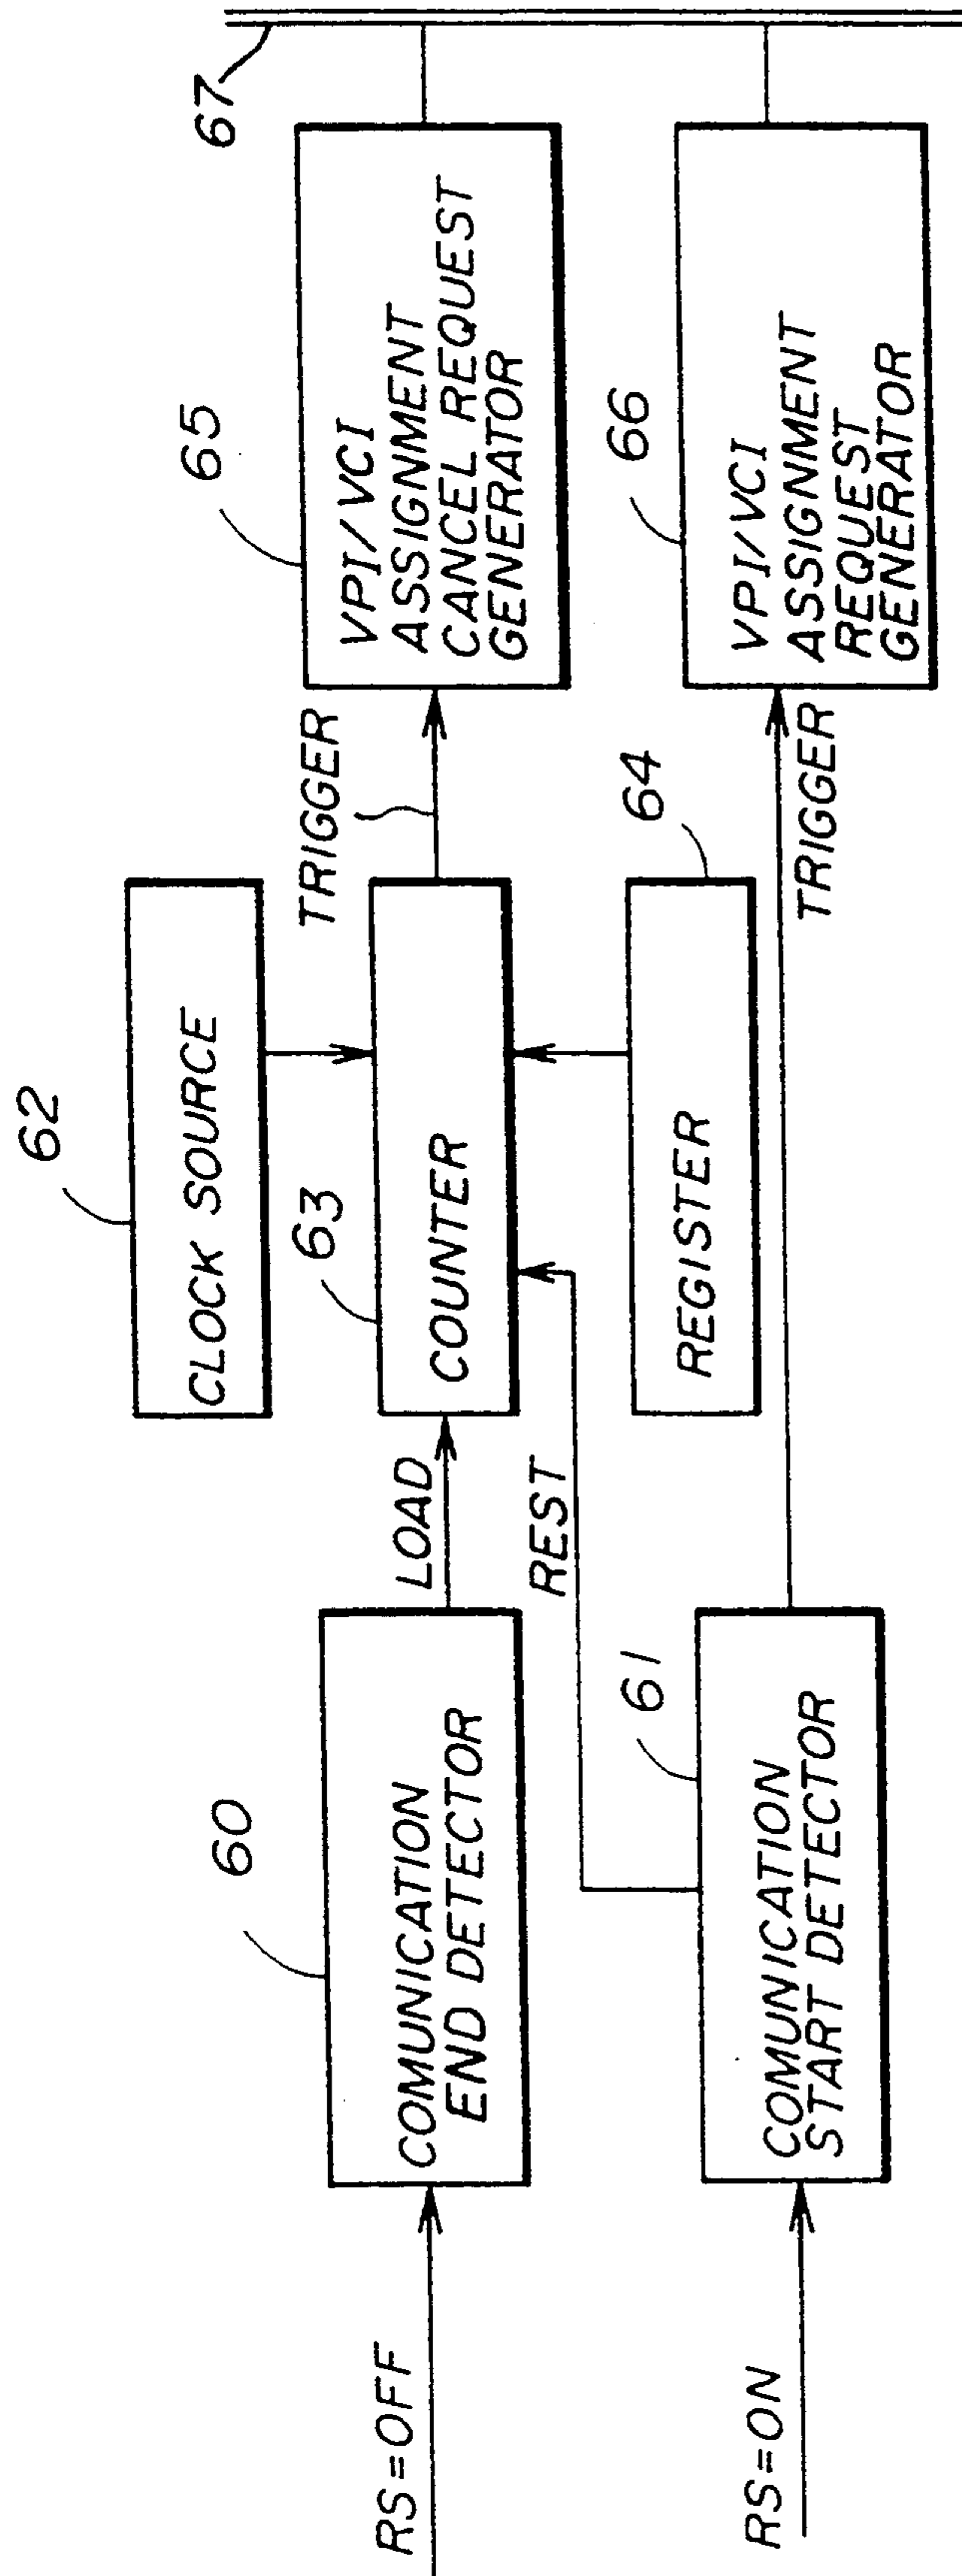 62
CLOCK SOURCE
67
65
VPI/VCI
ASSIGNMENT
CANCEL REQUEST
GENERATOR
TRIGGER
63
COUNTER
LOAD
60
COMUNICATION
END DETECTOR
RS=OFF
REST
64
REGISTER
66
VPI/VCI
ASSIGNMENT
REQUEST
GENERATOR
TRIGGER
61
COMUNICATION
START DETECTOR
RS=ON